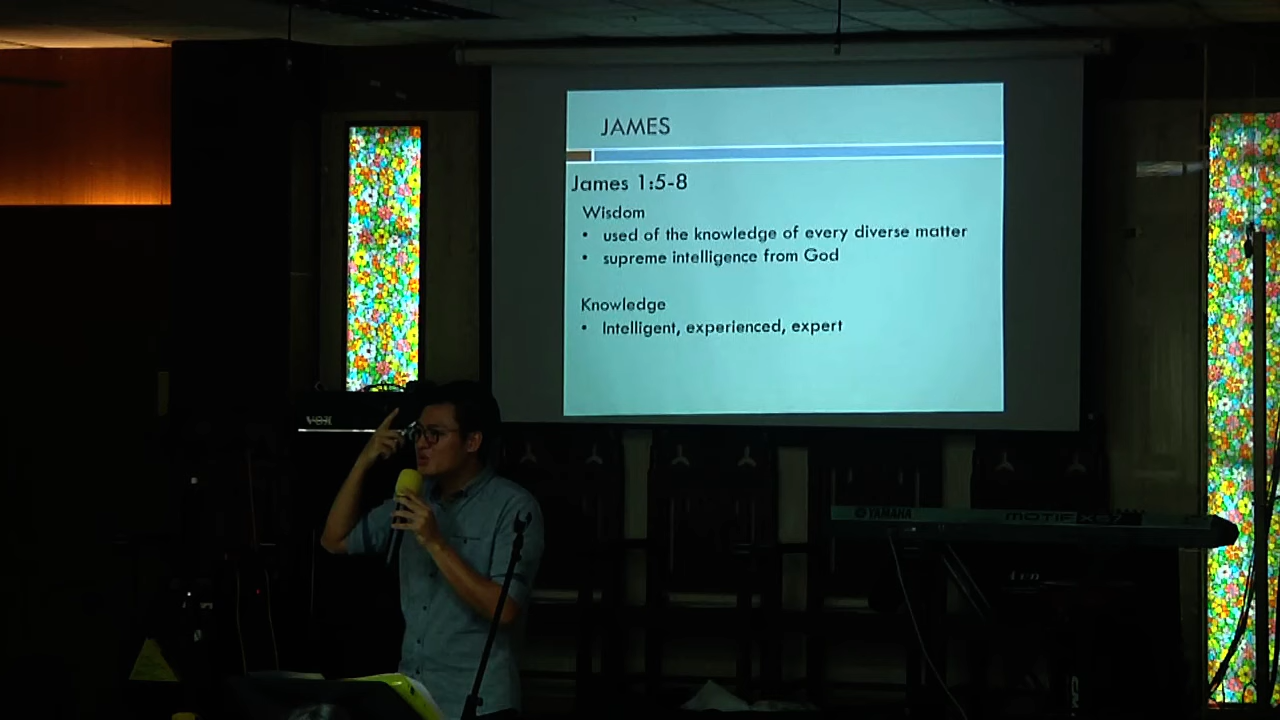 JAMES
James 1:5-8
Wisdom
• used of the knowledge of every diverse matter
• supreme intelligence from God
Knowledge
• Intelligent, experienced, expert
VOX
YAMAHA
MOTIF XS7